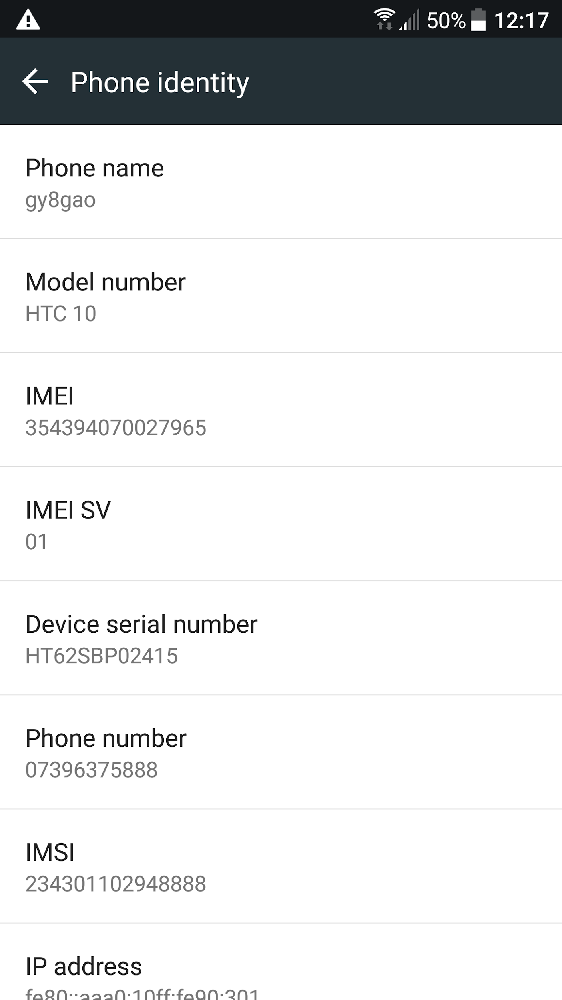 50% 12:17
Phone identity
Phone name
gy8gao
Model number
HTC 10
IMEI
354394070027965
IMEI SV
01
Device serial number
HT62SBP02415
Phone number
07396375888
IMSI
234301102948888
IP address
fe80::aaa0:10ff:fe90:301